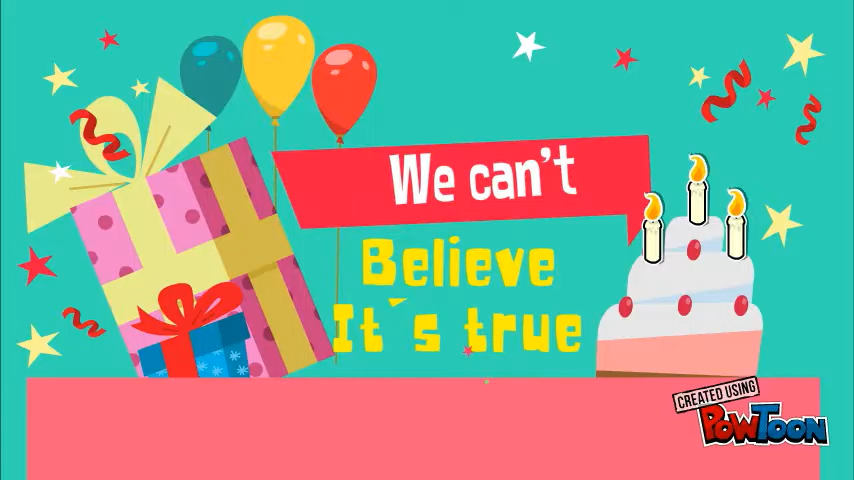 We can't
Believe
It´s true
CREATED USING
POWTOON